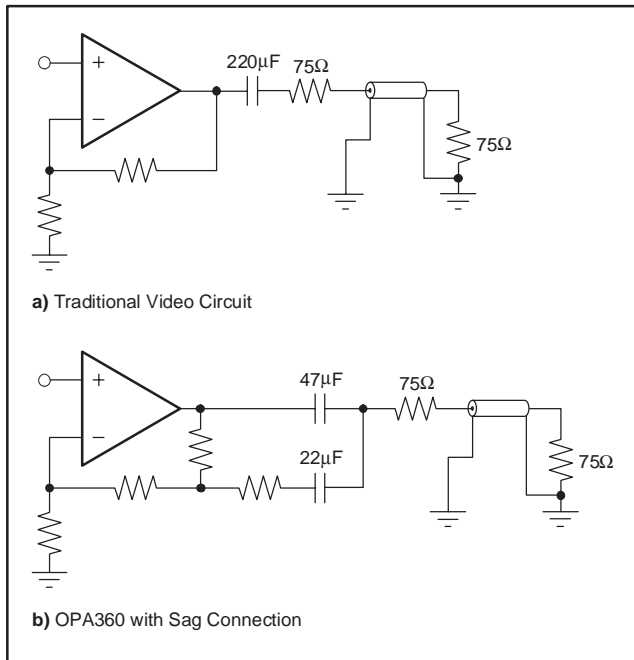 +
−
220μF
75Ω
75Ω
a) Traditional Video Circuit
+
−
47μF
75Ω
22μF
75Ω
b) OPA360 with Sag Connection